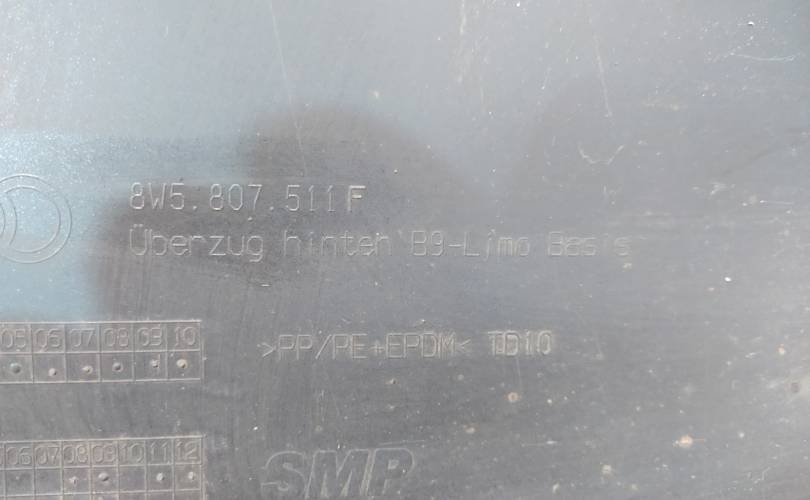 8W5.807.511 F
Überzug hinten B9-Limo Basis
05 06 07 08 09 10
>PP/PE+EPDM< TD10
06 07 08 09 10 11 12
SMP